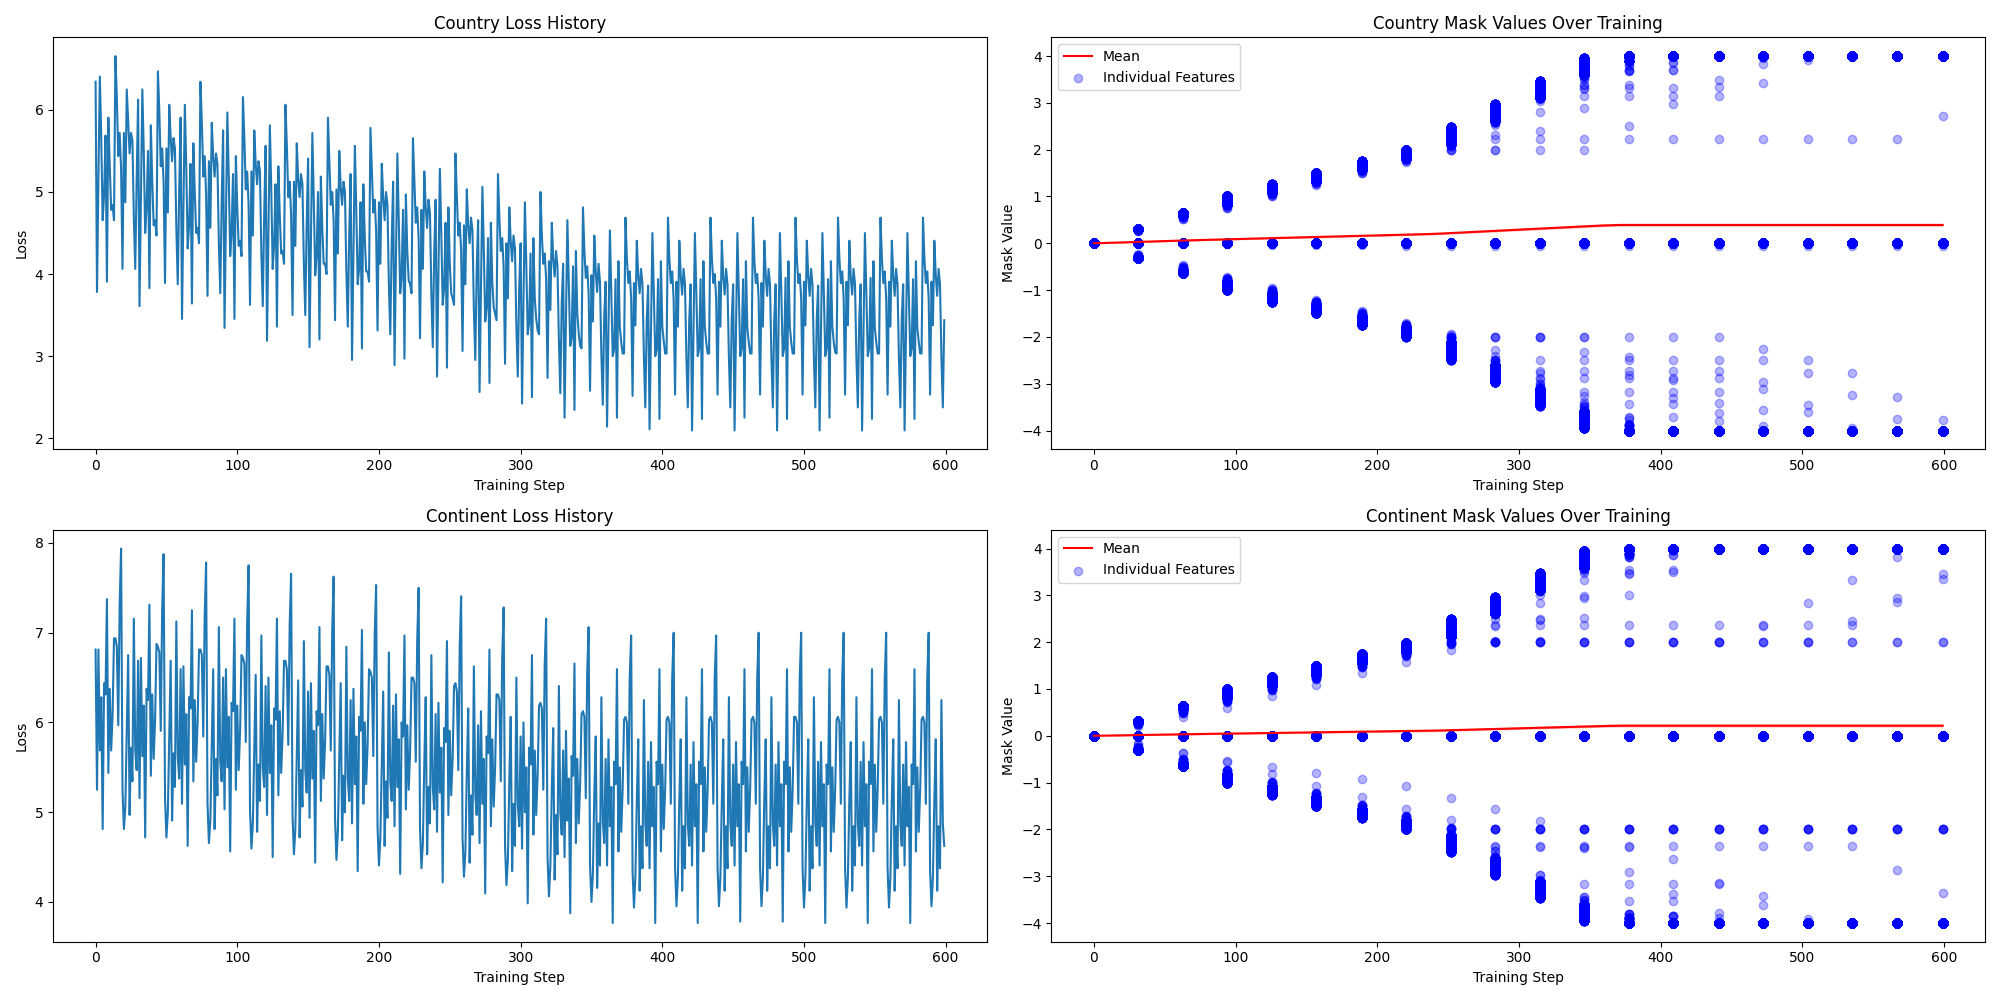 Country Loss History
Loss
6
5
4
3
2
0 100 200 300 400 500 600
Training Step
Country Mask Values Over Training
Mask Value
4
3
2
1
0
−1
−2
−3
−4
Mean
Individual Features
0 100 200 300 400 500 600
Training Step
Continent Loss History
Loss
8
7
6
5
4
0 100 200 300 400 500 600
Training Step
Continent Mask Values Over Training
Mask Value
4
3
2
1
0
−1
−2
−3
−4
Mean
Individual Features
0 100 200 300 400 500 600
Training Step